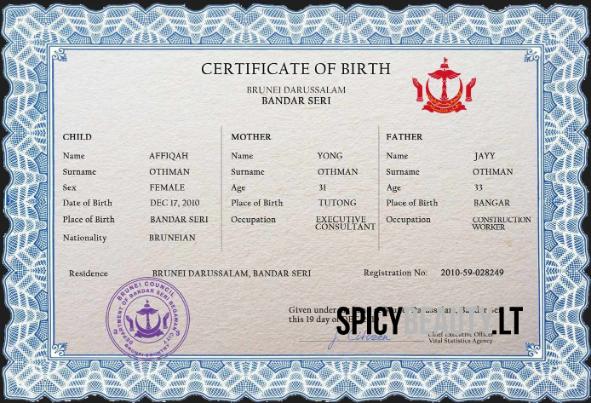 CERTIFICATE OF BIRTH
BRUNEI DARUSSALAM
BANDAR SERI
CHILD
Name AFFIQAH
Surname OTHMAN
Sex FEMALE
Date of Birth DEC 17, 2010
Place of Birth BANDAR SERI
Nationality BRUNEIAN
MOTHER
Name YONG
Surname OTHMAN
Age 31
Place of Birth TUTONG
Occupation EXECUTIVE
CONSULTANT
FATHER
Name JAYY
Surname OTHMAN
Age 33
Place of Birth BANGAR
Occupation CONSTRUCTION
WORKER
Residence BRUNEI DARUSSALAM, BANDAR SERI
Registration No: 2010-59-028249
BRUNEI COUNCIL
DEPARTMENT OF BANDAR SERI
Given under
this 19 day of
SPICY .LT
Chief Executive Officer
Vital Statistics Agency